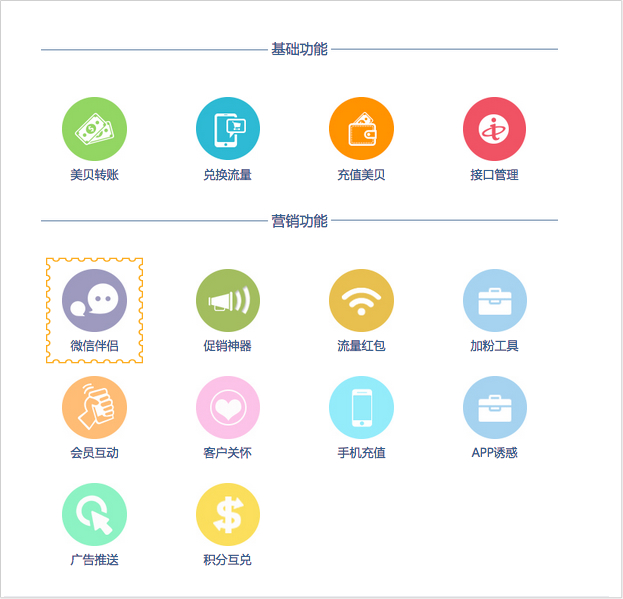 基础功能
美贝转账
兑换流量
充值美贝
接口管理
营销功能
微信伴侣
促销神器
流量红包
加粉工具
会员互动
客户关怀
手机充值
APP诱惑
广告推送
积分互兑